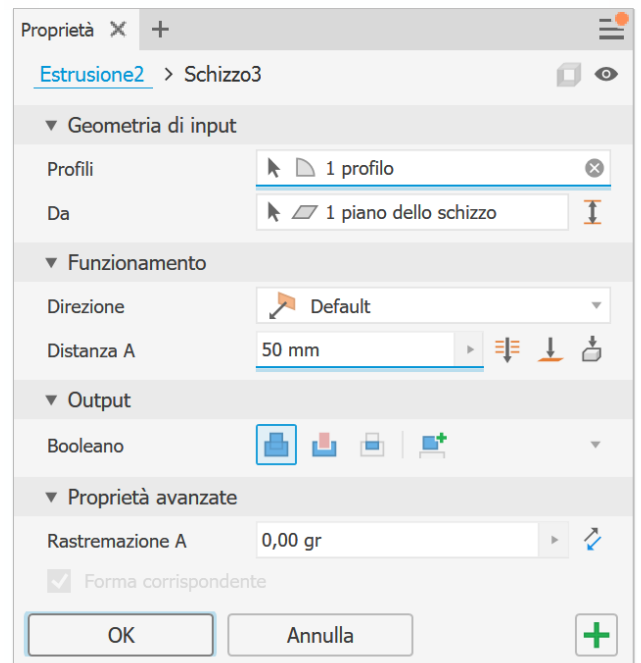 Proprietà
Estrusione2 > Schizzo3
Geometria di input
Profili 1 profilo
Da 1 piano dello schizzo
Funzionamento
Direzione Default
Distanza A 50 mm
Output
Booleano
Proprietà avanzate
Rastremazione A 0,00 gr
Forma corrispondente
OK Annulla